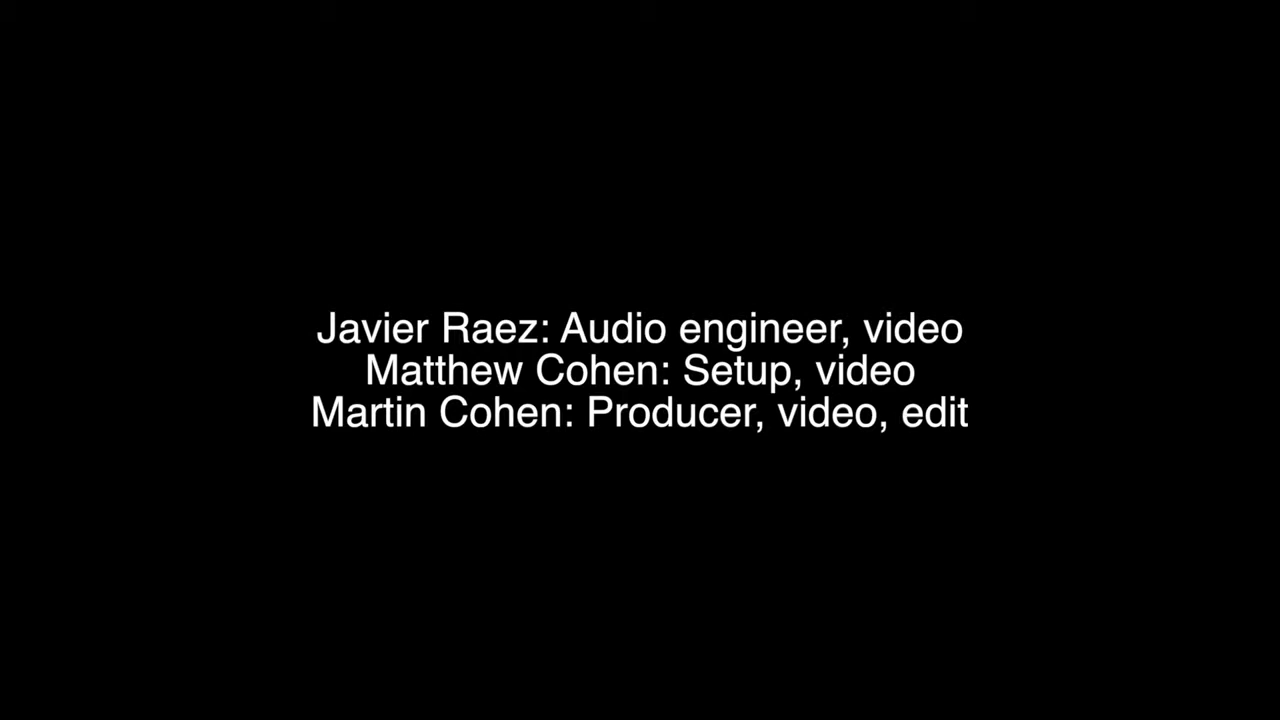 Javier Raez: Audio engineer, video
Matthew Cohen: Setup, video
Martin Cohen: Producer, video, edit